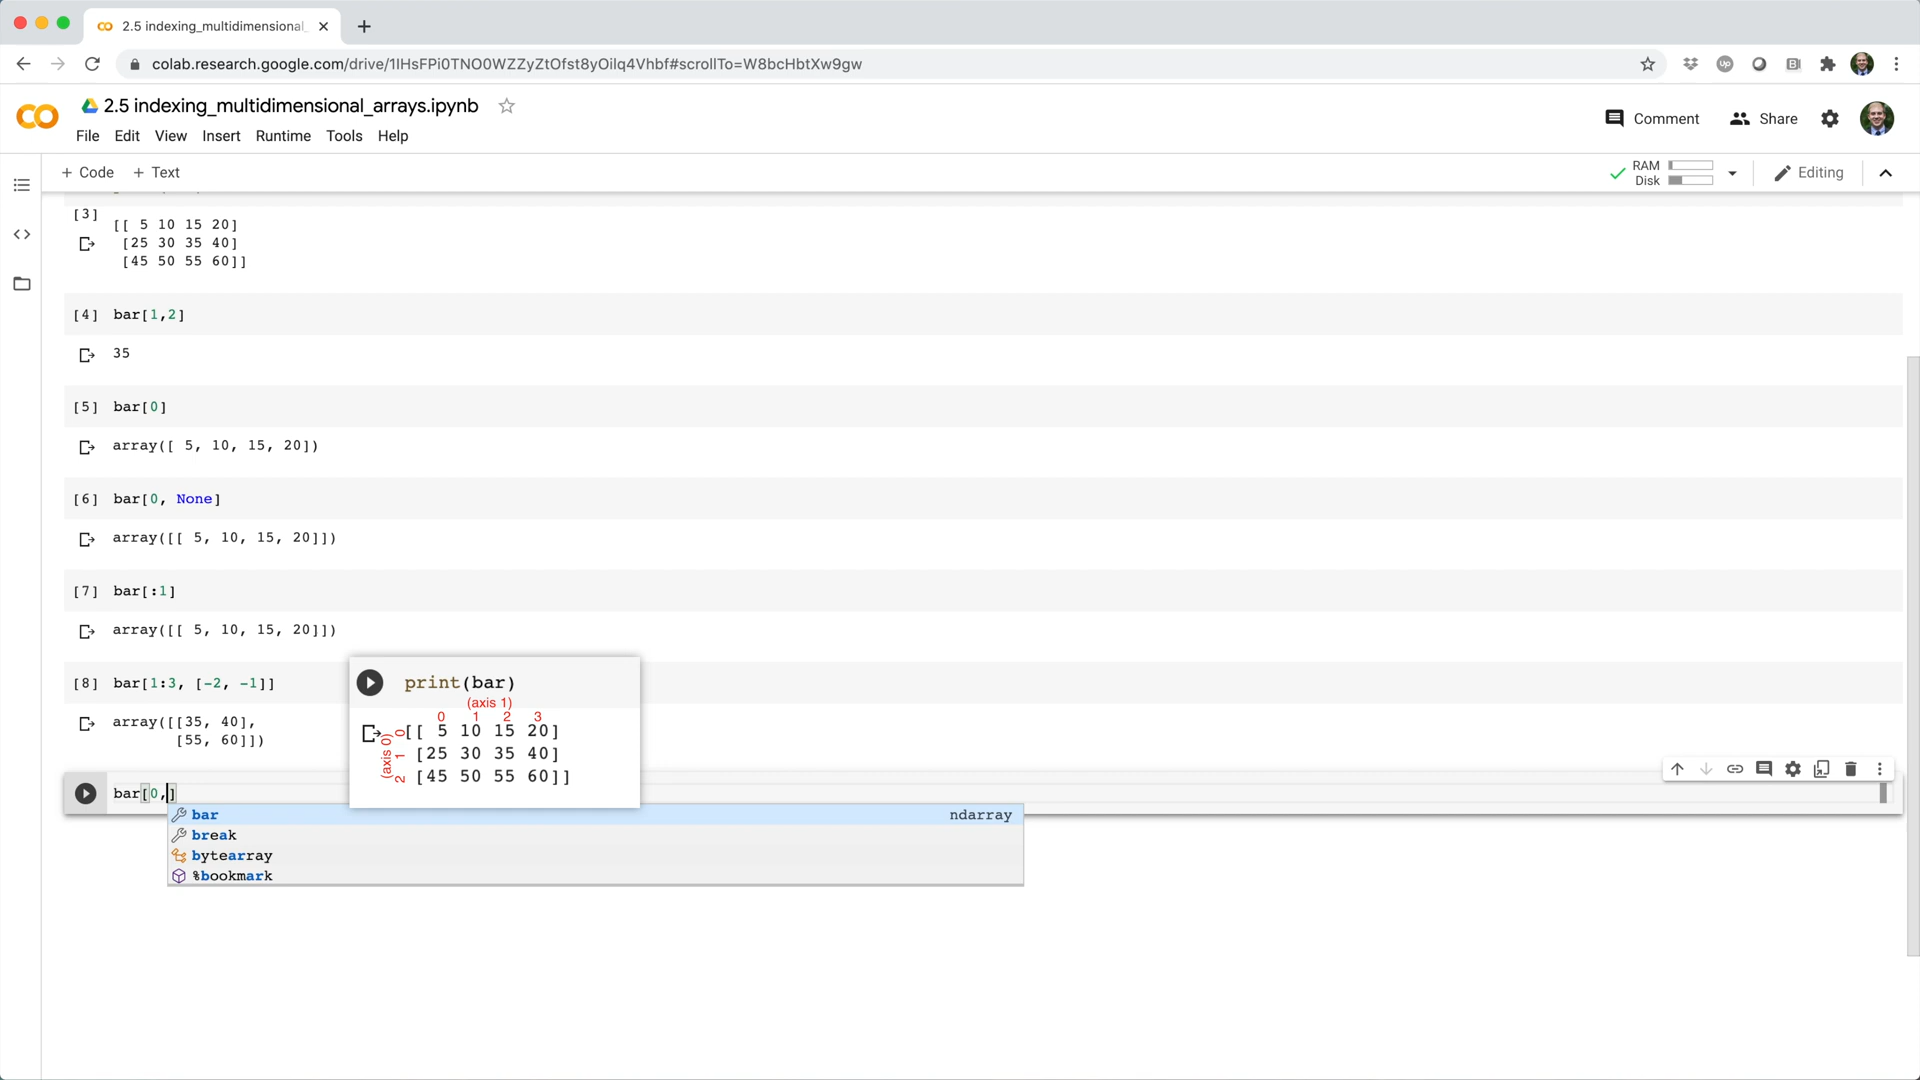 2.5 indexing_multidimensional_
colab.research.google.com/drive/1IHsFPi0TNO0WZZyZtOfst8yOilq4Vhbf#scrollTo=W8bcHbtXw9gw
2.5 indexing_multidimensional_arrays.ipynb
Comment
Share
File Edit View Insert Runtime Tools Help
+ Code + Text
RAM
Disk
Editing
[3]
[[ 5 10 15 20]
[25 30 35 40]
[45 50 55 60]]
[4] bar[1,2]
35
[5] bar[0]
array([ 5, 10, 15, 20])
[6] bar[0, None]
array([[ 5, 10, 15, 20]])
[7] bar[:1]
array([[ 5, 10, 15, 20]])
[8] bar[1:3, [-2, -1]]
array([[35, 40],
[55, 60]])
print(bar)
(axis 1)
0 1 2 3
(axis 0)
0 [[ 5 10 15 20]
1 [25 30 35 40]
2 [45 50 55 60]]
bar[0,]
bar ndarray
break
bytearray
%bookmark